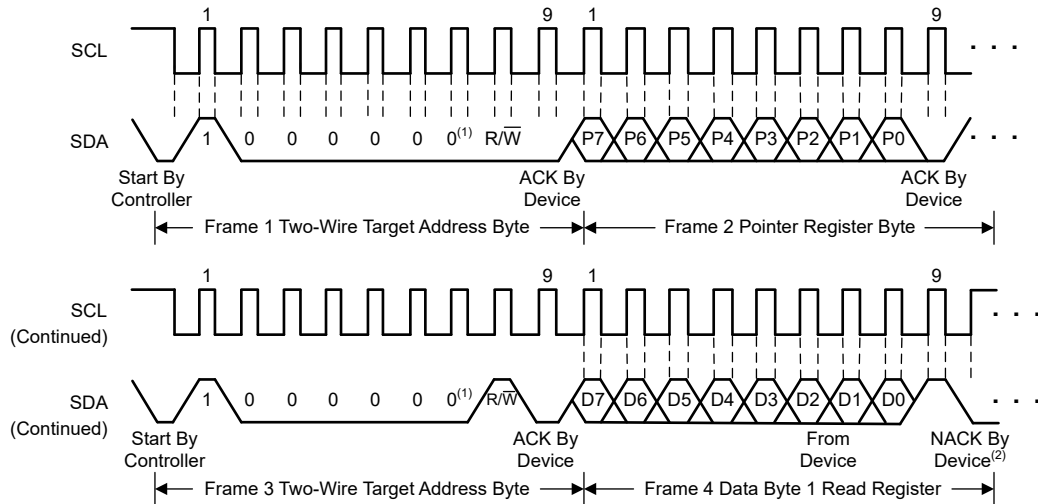 1 9 1 9
SCL . . .
SDA 1 0 0 0 0 0 0(1) R/W̅ P7 P6 P5 P4 P3 P2 P1 P0 . . .
Start By ACK By ACK By
Controller Device Device
Frame 1 Two-Wire Target Address Byte Frame 2 Pointer Register Byte
1 9 1 9
SCL
(Continued) . . .
SDA 1 0 0 0 0 0 0(1) R/W̅ D7 D6 D5 D4 D3 D2 D1 D0 . . .
(Continued)
Start By ACK By From NACK By
Controller Device Device Device(2)
Frame 3 Two-Wire Target Address Byte Frame 4 Data Byte 1 Read Register